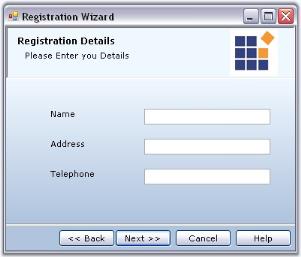 Registration Wizard
Registration Details
Please Enter you Details
Name
Address
Telephone
<< Back
Next >>
Cancel
Help